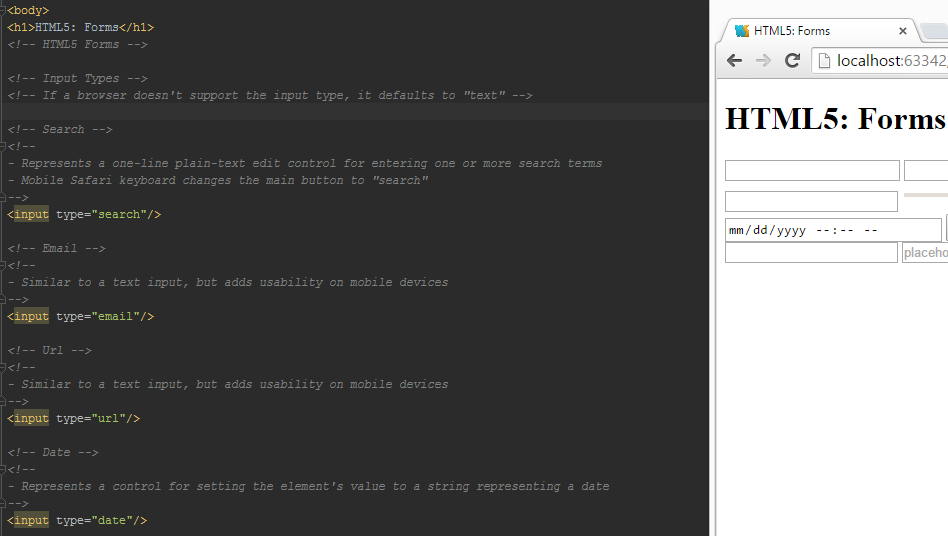 <body>
<h1>HTML5: Forms</h1>
<!-- HTML5 Forms -->
<!-- Input Types -->
<!-- If a browser doesn't support the input type, it defaults to "text" -->
<!-- Search -->
<!--
- Represents a one-line plain-text edit control for entering one or more search terms
- Mobile Safari keyboard changes the main button to "search"
-->
<input type="search"/>
<!-- Email -->
<!--
- Similar to a text input, but adds usability on mobile devices
-->
<input type="email"/>
<!-- Url -->
<!--
- Similar to a text input, but adds usability on mobile devices
-->
<input type="url"/>
<!-- Date -->
<!--
- Represents a control for setting the element's value to a string representing a date
-->
<input type="date"/>
HTML5: Forms
localhost:63342
HTML5: Forms
mm/dd/yyyy --:-- --
placeho